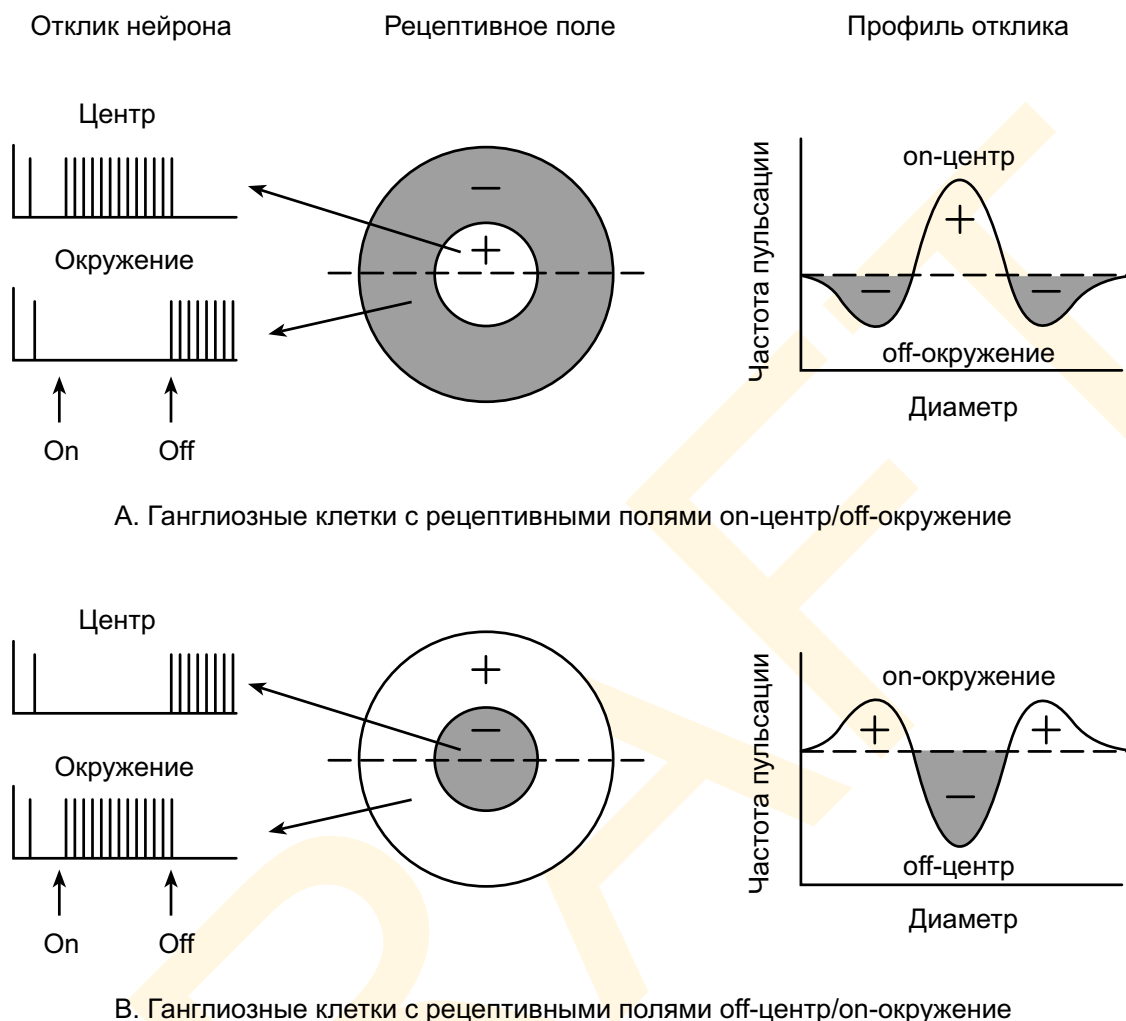 Отклик нейрона
Рецептивное поле
Профиль отклика
Центр
Окружение
On
Off
−
+
Частота пульсации
on-центр
+
−
−
off-окружение
Диаметр
A. Ганглиозные клетки с рецептивными полями on-центр/off-окружение
Центр
Окружение
On
Off
+
−
Частота пульсации
on-окружение
+
+
−
off-центр
Диаметр
B. Ганглиозные клетки с рецептивными полями off-центр/on-окружение